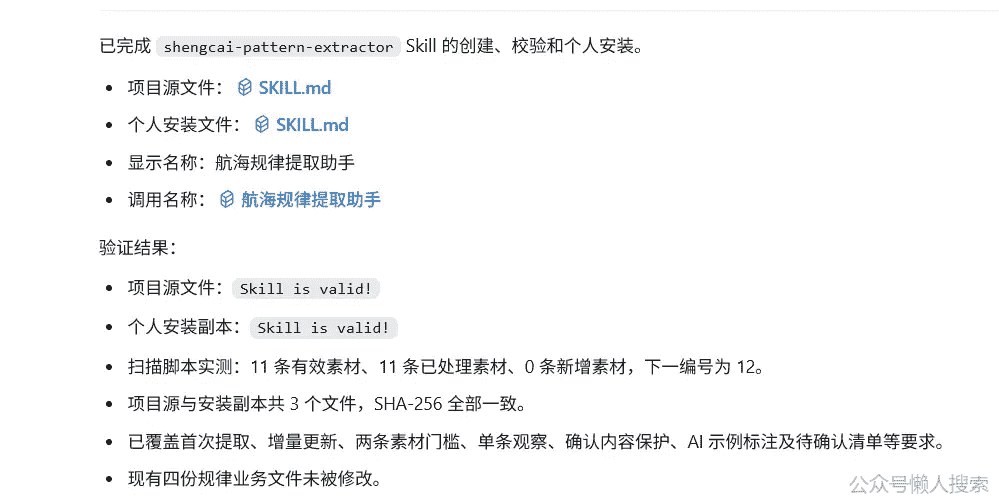 已完成 shengcai-pattern-extractor Skill 的创建、校验和个人安装。
项目源文件： SKILL.md
个人安装文件： SKILL.md
显示名称：航海规律提取助手
调用名称： 航海规律提取助手
验证结果：
项目源文件： Skill is valid!
个人安装副本： Skill is valid!
扫描脚本实测：11 条有效素材、11 条已处理素材、0 条新增素材，下一编号为 12。
项目源与安装副本共 3 个文件，SHA-256 全部一致。
已覆盖首次提取、增量更新、两条素材门槛、单条观察、确认内容保护、AI 示例标注及待确认清单等要求。
现有四份规律业务文件未被修改。
公众号懒人搜索